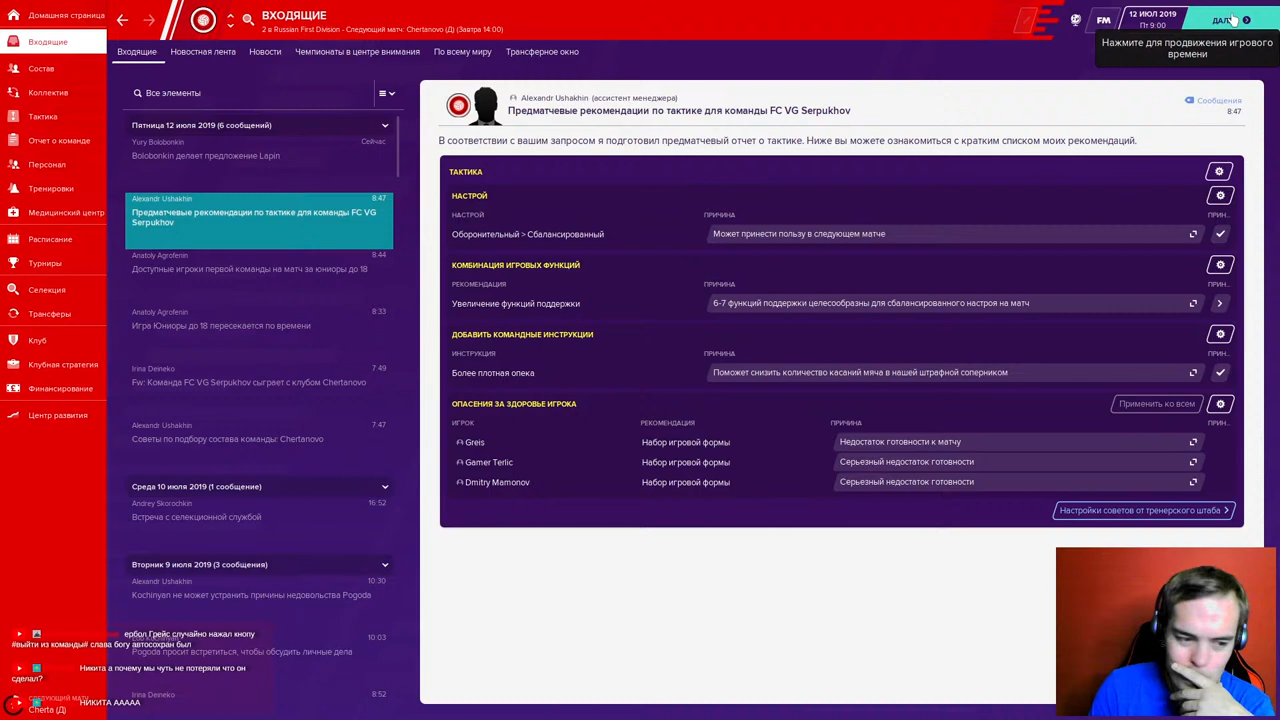 Домашняя страница
ВХОДЯЩИЕ
2 в Russian First Division - Следующий матч: Chertanovo (Д) (Завтра 14:00)
FM
12 ИЮЛ 2019
Пт 9:00
Нажмите для продвижения игрового
времени
Входящие
Состав
Коллектив
Тактика
Отчет о команде
Персонал
Тренировки
Медицинский центр
Расписание
Турниры
Селекция
Трансферы
Клуб
Клубная стратегия
Финансирование
Центр развития
Входящие Новостная лента Новости Чемпионаты в центре внимания По всему миру Трансферное окно
Все элементы
Пятница 12 июля 2019 (6 сообщений)
Yury Bolobonkin Сейчас
Bolobonkin делает предложение Lapin
Alexandr Ushakhin 8:47
Предматчевые рекомендации по тактике для команды FC VG
Serpukhov
Anatoly Agrofenin 8:44
Доступные игроки первой команды на матч за юниоры до 18
Anatoly Agrofenin 8:33
Игра Юниоры до 18 пересекается по времени
Irina Deineko 7:49
Fw: Команда FC VG Serpukhov сыграет с клубом Chertanovo
Alexandr Ushakhin 7:47
Советы по подбору состава команды: Chertanovo
Среда 10 июля 2019 (1 сообщение)
Andrey Skorochkin 16:52
Встреча с селекционной службой
Вторник 9 июля 2019 (3 сообщения)
Alexandr Ushakhin 10:30
Kochinyan не может устранить причины недовольства Pogoda
10:03
Pogoda просит встретиться, чтобы обсудить личные дела
Irina Deineko 8:52
Alexandr Ushakhin (ассистент менеджера)
Предматчевые рекомендации по тактике для команды FC VG Serpukhov
Сообщения
8:47
В соответствии с вашим запросом я подготовил предматчевый отчет о тактике. Ниже вы можете ознакомиться с кратким списком моих рекомендаций.
ТАКТИКА
НАСТРОЙ
НАСТРОЙ ПРИЧИНА ПРИН...
Оборонительный > Сбалансированный Может принести пользу в следующем матче
КОМБИНАЦИЯ ИГРОВЫХ ФУНКЦИЙ
РЕКОМЕНДАЦИЯ ПРИЧИНА ПРИН...
Увеличение функций поддержки 6-7 функций поддержки целесообразны для сбалансированного настроя на матч
ДОБАВИТЬ КОМАНДНЫЕ ИНСТРУКЦИИ
ИНСТРУКЦИЯ ПРИЧИНА ПРИН...
Более плотная опека Поможет снизить количество касаний мяча в нашей штрафной соперником
ОПАСЕНИЯ ЗА ЗДОРОВЬЕ ИГРОКА Применить ко всем
ИГРОК РЕКОМЕНДАЦИЯ ПРИЧИНА ПРИН...
Greis Набор игровой формы Недостаток готовности к матчу
Gamer Terlic Набор игровой формы Серьезный недостаток готовности
Dmitry Mamonov Набор игровой формы Серьезный недостаток готовности
Настройки советов от тренерского штаба
ербол Грейс случайно нажал кнопу
#выйти из команды# слава богу автосохран был
Никита а почему мы чуть не потеряли что он
сделал?
СЛЕДУЮЩИЙ МАТЧ
НИКИТА ААААА
Cherta (Д)